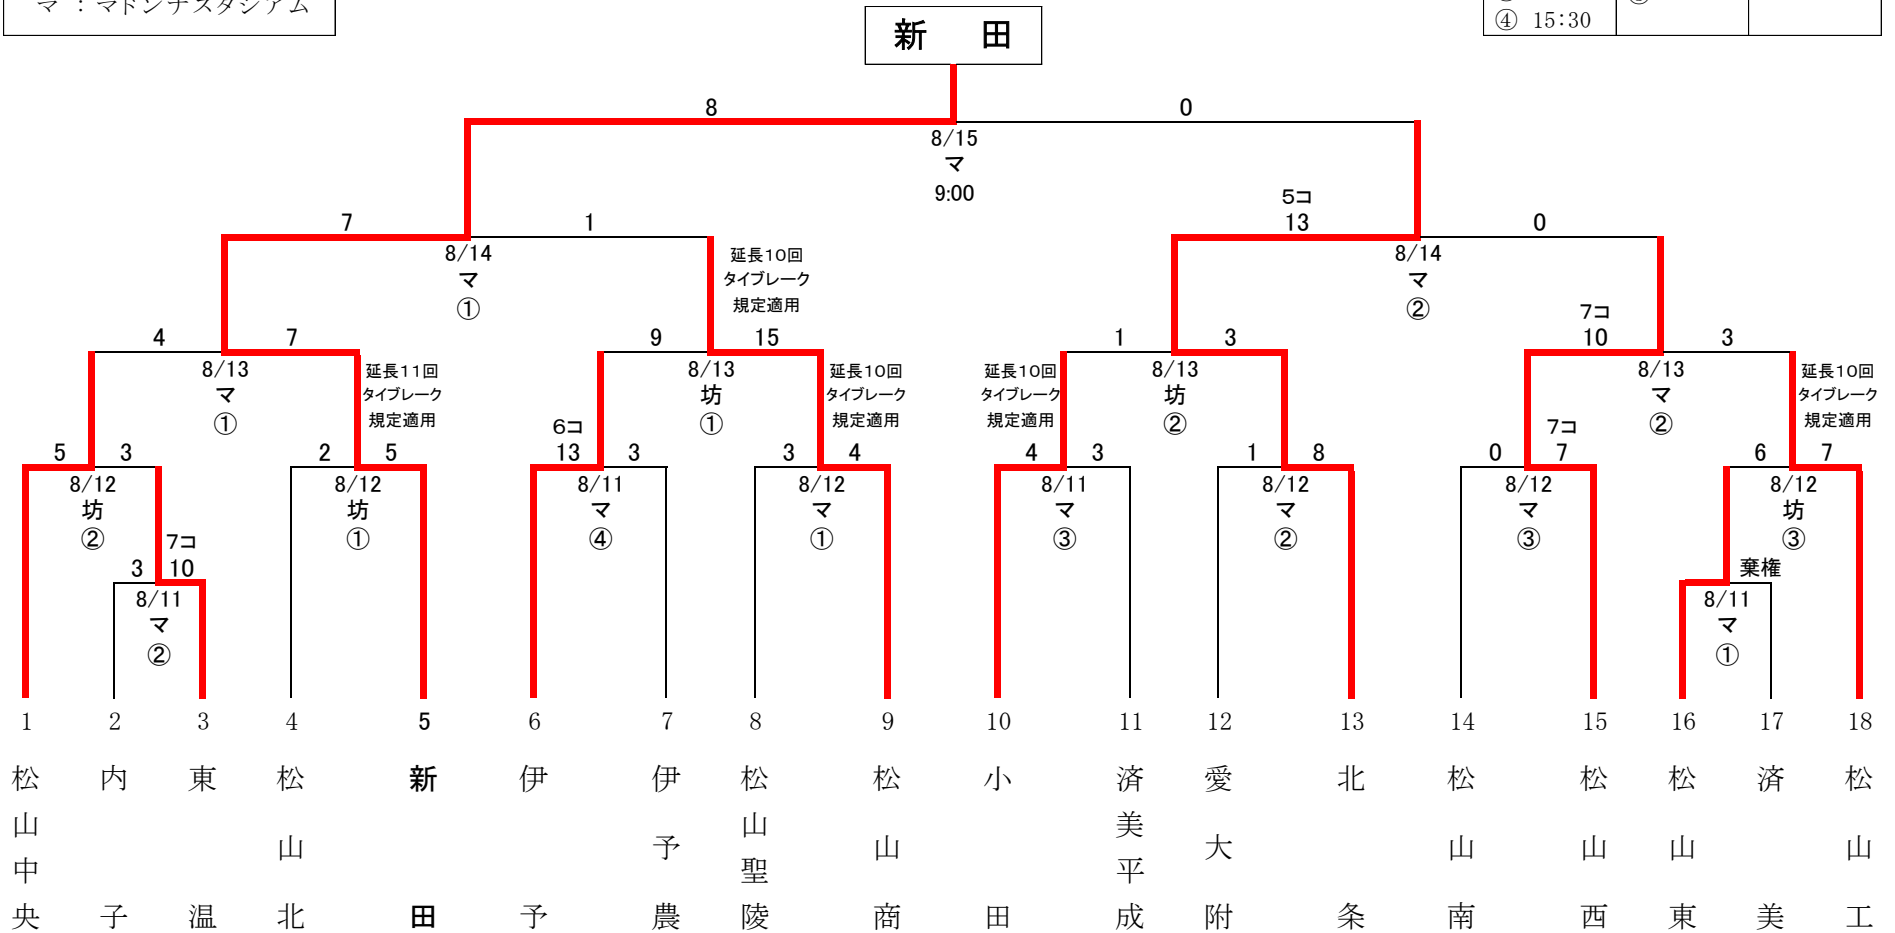 マ ：マドンナスタジアム
④ 15:30
新 田
8 0
8/15
マ
9:00
5コ
7 1 13 0
8/14 8/14
マ マ
① ②
延長10回
タイブレーク
規定適用
7コ
4 7 9 15 1 3 10 3
8/13 8/13 8/13 8/13
マ 坊 坊 マ
① ① ② ②
延長11回 延長10回 延長10回 延長10回
タイブレーク タイブレーク タイブレーク タイブレーク
規定適用 規定適用 規定適用 規定適用
6コ 7コ
5 3 2 5 13 3 3 4 4 3 1 8 0 7 6 7
8/12 8/12 8/11 8/12 8/11 8/12 8/12 8/12
坊 坊 マ マ マ マ マ 坊
② ① ④ ① ③ ② ③ ③
7コ
3 10 棄権
8/11 8/11
マ マ
② ①
1 2 3 4 5 6 7 8 9 10 11 12 13 14 15 16 17 18
松山中央
内子
東温
松山北
新田
伊予
伊予農
松山聖陵
松山商
小田
済美平成
愛大附
北条
松山南
松山西
松山東
済美
松山工